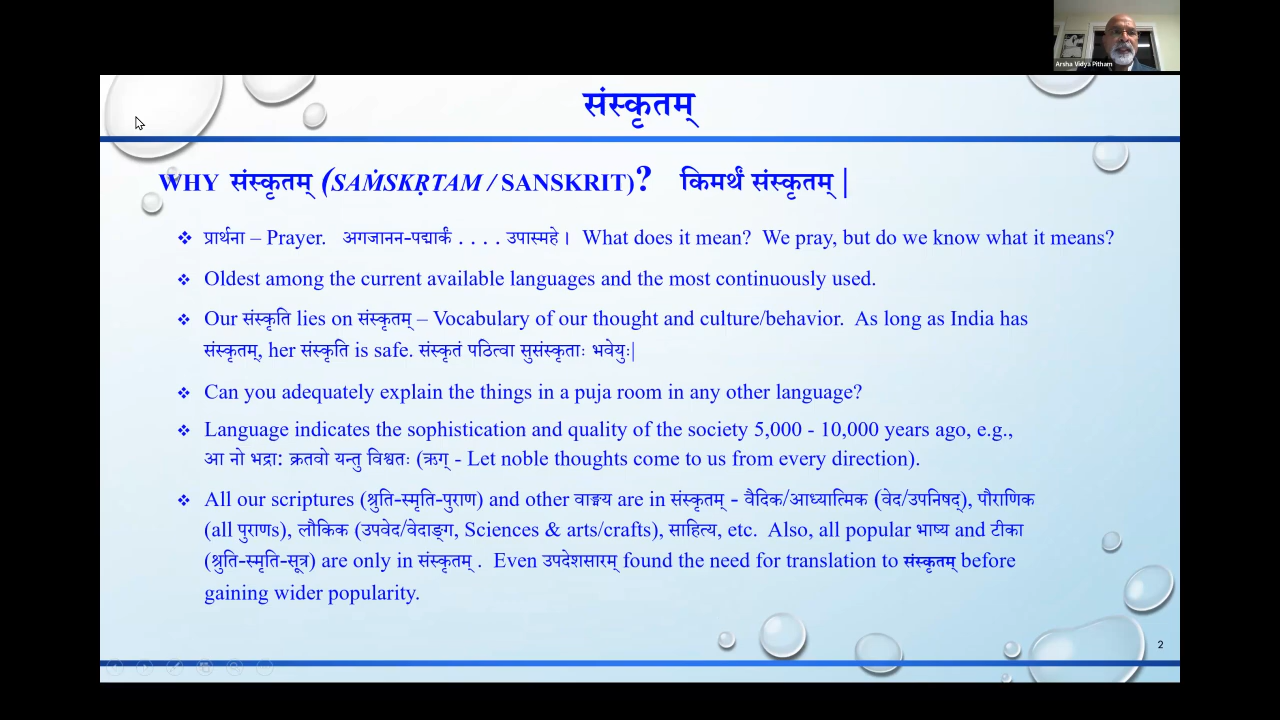 Arsha Vidya Pitham
संस्कृतम्
WHY संस्कृतम् (SAṀSKṚTAM / SANSKRIT)? किमर्थं संस्कृतम् |
❖ प्रार्थना – Prayer. अगजानन-पद्मार्कं . . . . उपास्महे । What does it mean? We pray, but do we know what it means?
❖ Oldest among the current available languages and the most continuously used.
❖ Our संस्कृति lies on संस्कृतम् – Vocabulary of our thought and culture/behavior. As long as India has
संस्कृतम्, her संस्कृति is safe. संस्कृतं पठित्वा सुसंस्कृताः भवेयुः|
❖ Can you adequately explain the things in a puja room in any other language?
❖ Language indicates the sophistication and quality of the society 5,000 - 10,000 years ago, e.g.,
आ नो भद्रा: क्रतवो यन्तु विश्वतः (ऋग् - Let noble thoughts come to us from every direction).
❖ All our scriptures (श्रुति-स्मृति-पुराण) and other वाङ्मय are in संस्कृतम् - वैदिक/आध्यात्मिक (वेद/उपनिषद्), पौराणिक
(all पुराणs), लौकिक (उपवेद/वेदाङ्ग, Sciences & arts/crafts), साहित्य, etc. Also, all popular भाष्य and टीका
(श्रुति-स्मृति-सूत्र) are only in संस्कृतम् . Even उपदेशसारम् found the need for translation to संस्कृतम् before
gaining wider popularity.
2